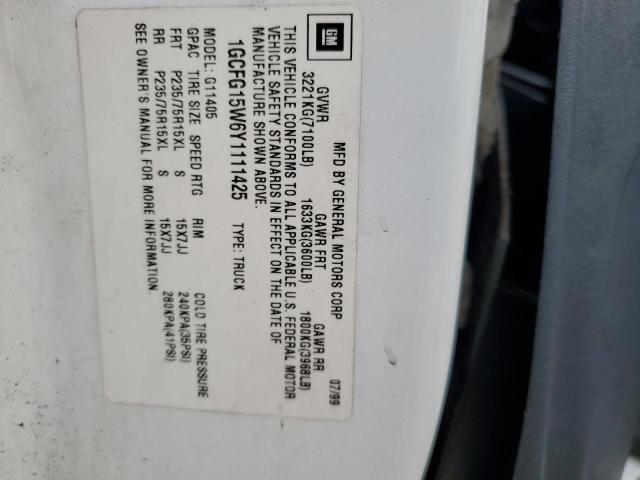 GM
MFD BY GENERAL MOTORS CORP 07/99
GVWR GAWR FRT GAWR RR
3221KG(7100LB) 1633KG(3600LB) 1800KG(3968LB)
THIS VEHICLE CONFORMS TO ALL APPLICABLE U.S. FEDERAL MOTOR
VEHICLE SAFETY STANDARDS IN EFFECT ON THE DATE OF
MANUFACTURE SHOWN ABOVE.
1GCFG15W6Y1111425 TYPE: TRUCK
MODEL: G11405
GPAC TIRE SIZE SPEED RTG RIM COLD TIRE PRESSURE
FRT P235/75R15XL S 15X7JJ 240KPA(35PSI)
RR P235/75R15XL S 15X7JJ 280KPA(41PSI)
SEE OWNER'S MANUAL FOR MORE INFORMATION.